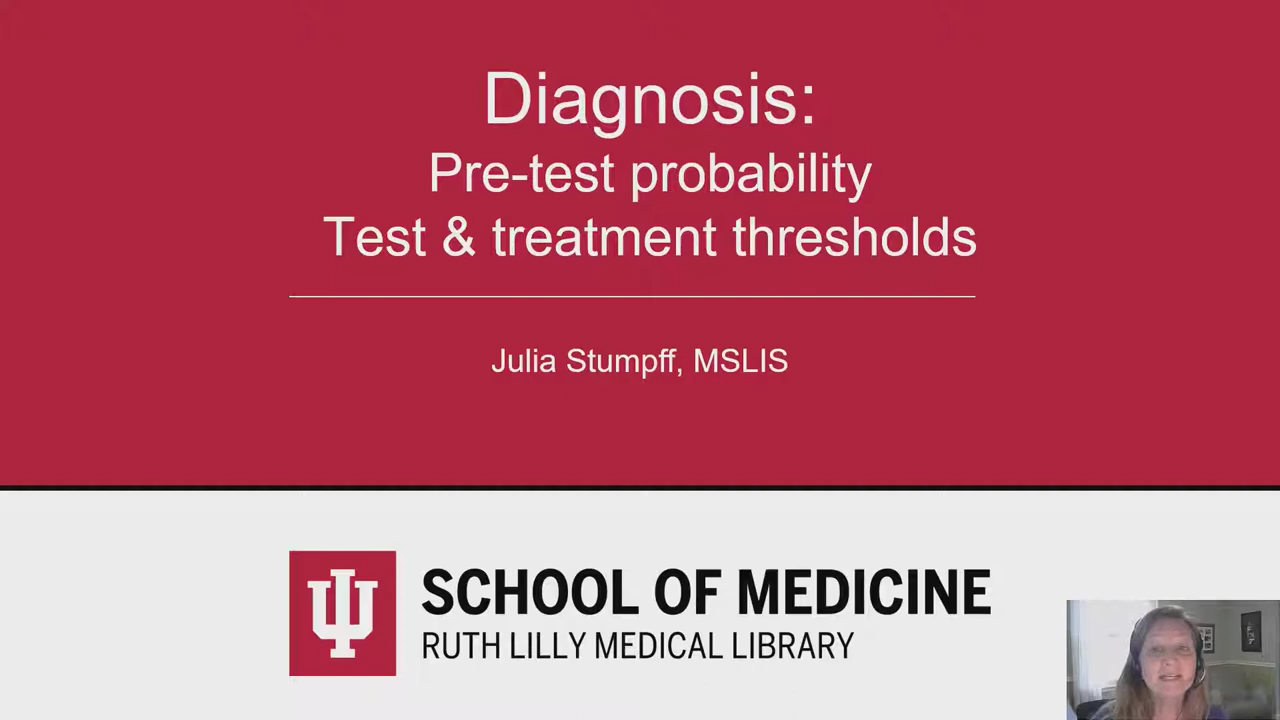 Diagnosis:
Pre-test probability
Test & treatment thresholds
Julia Stumpff, MSLIS
SCHOOL OF MEDICINE
RUTH LILLY MEDICAL LIBRARY